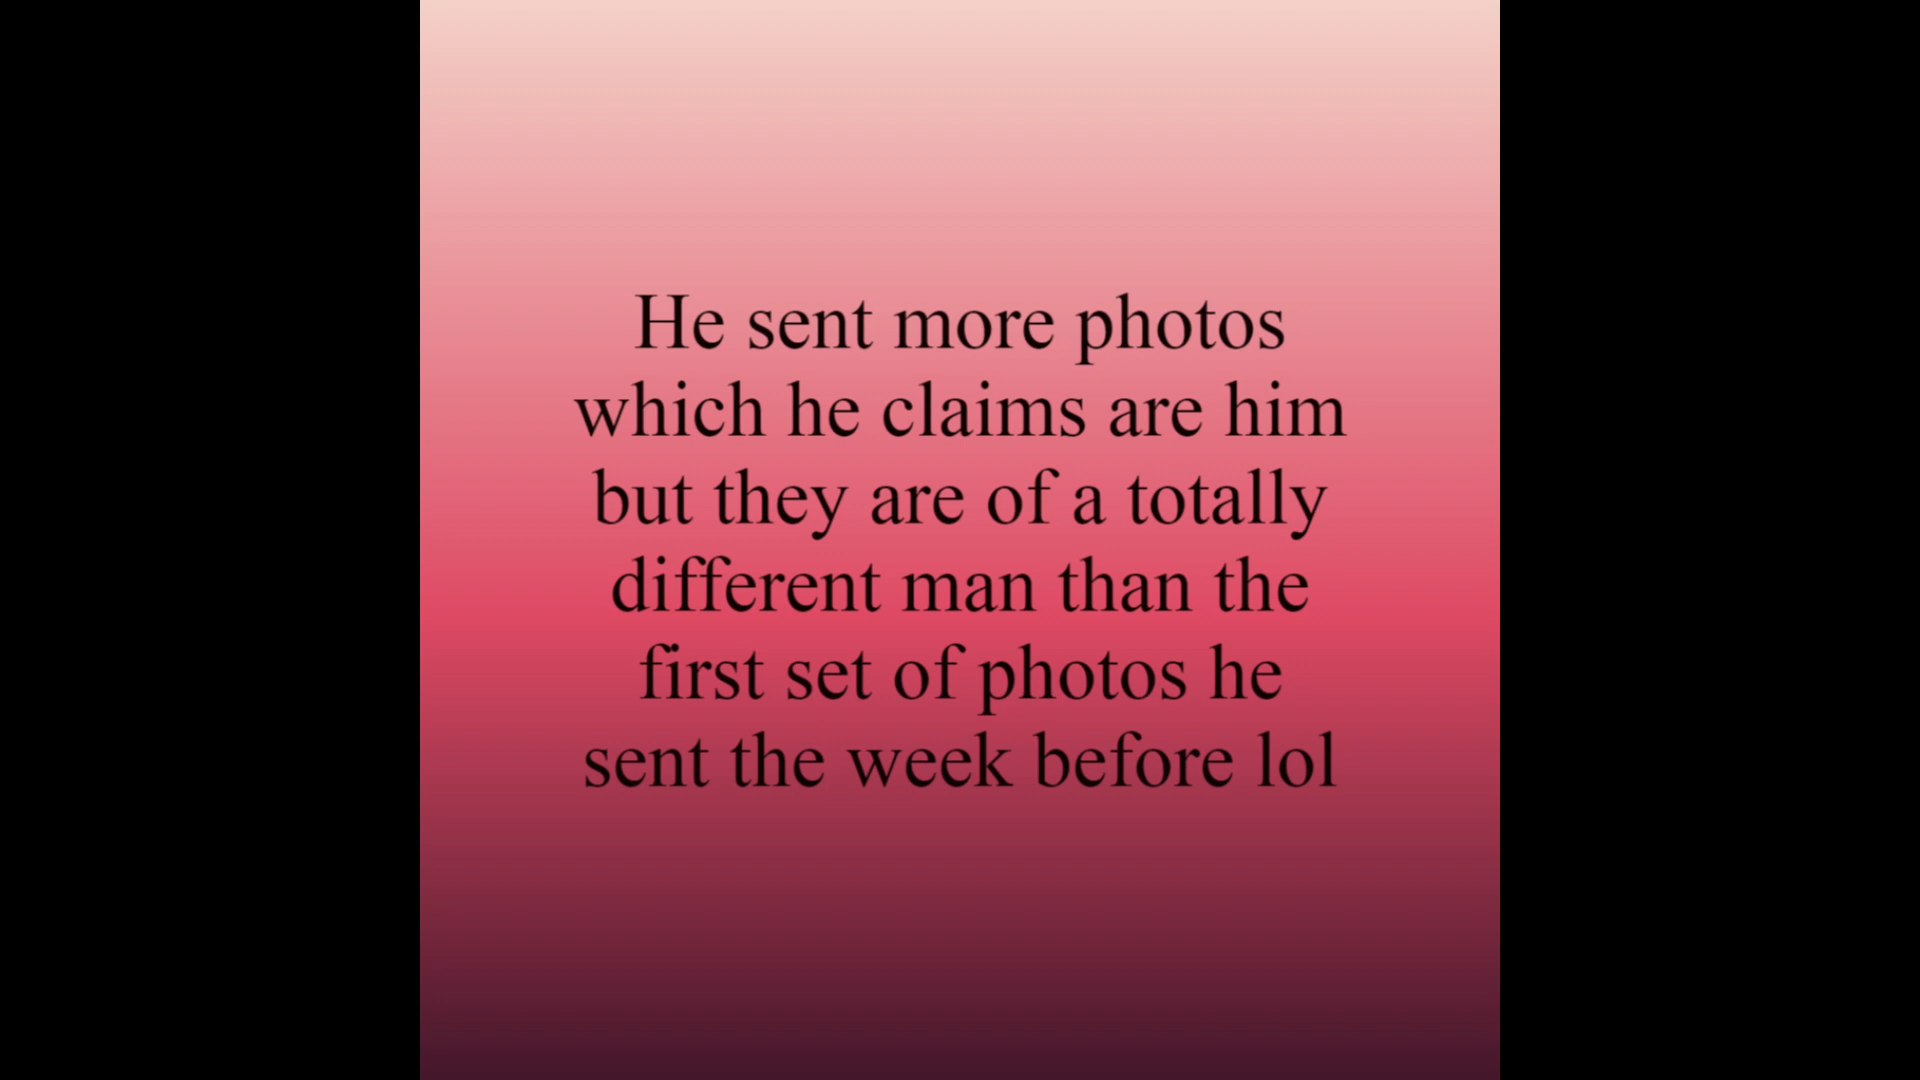 He sent more photos
which he claims are him
but they are of a totally
different man than the
first set of photos he
sent the week before lol